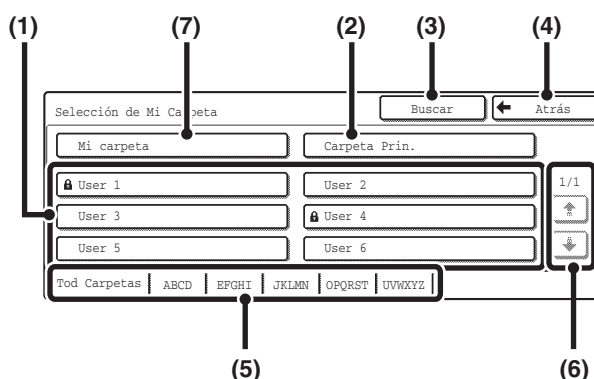 (1) (7) (2) (3) (4)
Selección de Mi Carpeta Buscar Atrás
Mi carpeta Carpeta Prin.
User 1 User 2 1/1
User 3 User 4
User 5 User 6
Tod Carpetas ABCD EFGHI JKLMN OPQRST UVWXYZ
(5) (6)